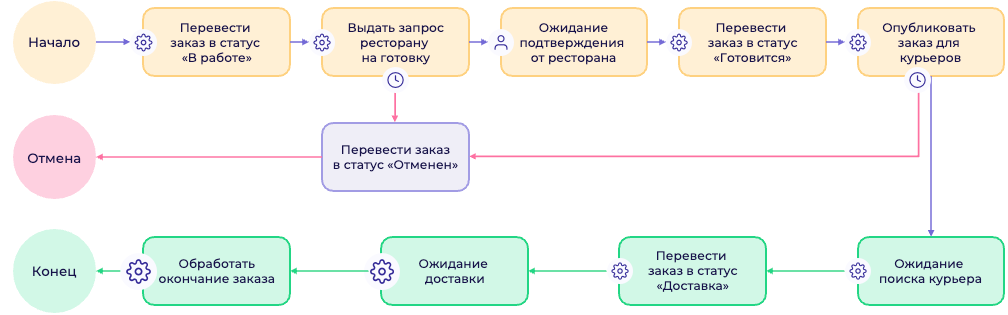 Начало
Перевести
заказ в статус
«В работе»
Выдать запрос
ресторану
на готовку
Ожидание
подтверждения
от ресторана
Перевести
заказ в статус
«Готовится»
Опубликовать
заказ для
курьеров
Отмена
Перевести заказ
в статус «Отменен»
Конец
Обработать
окончание заказа
Ожидание
доставки
Перевести
заказ в статус
«Доставка»
Ожидание
поиска курьера